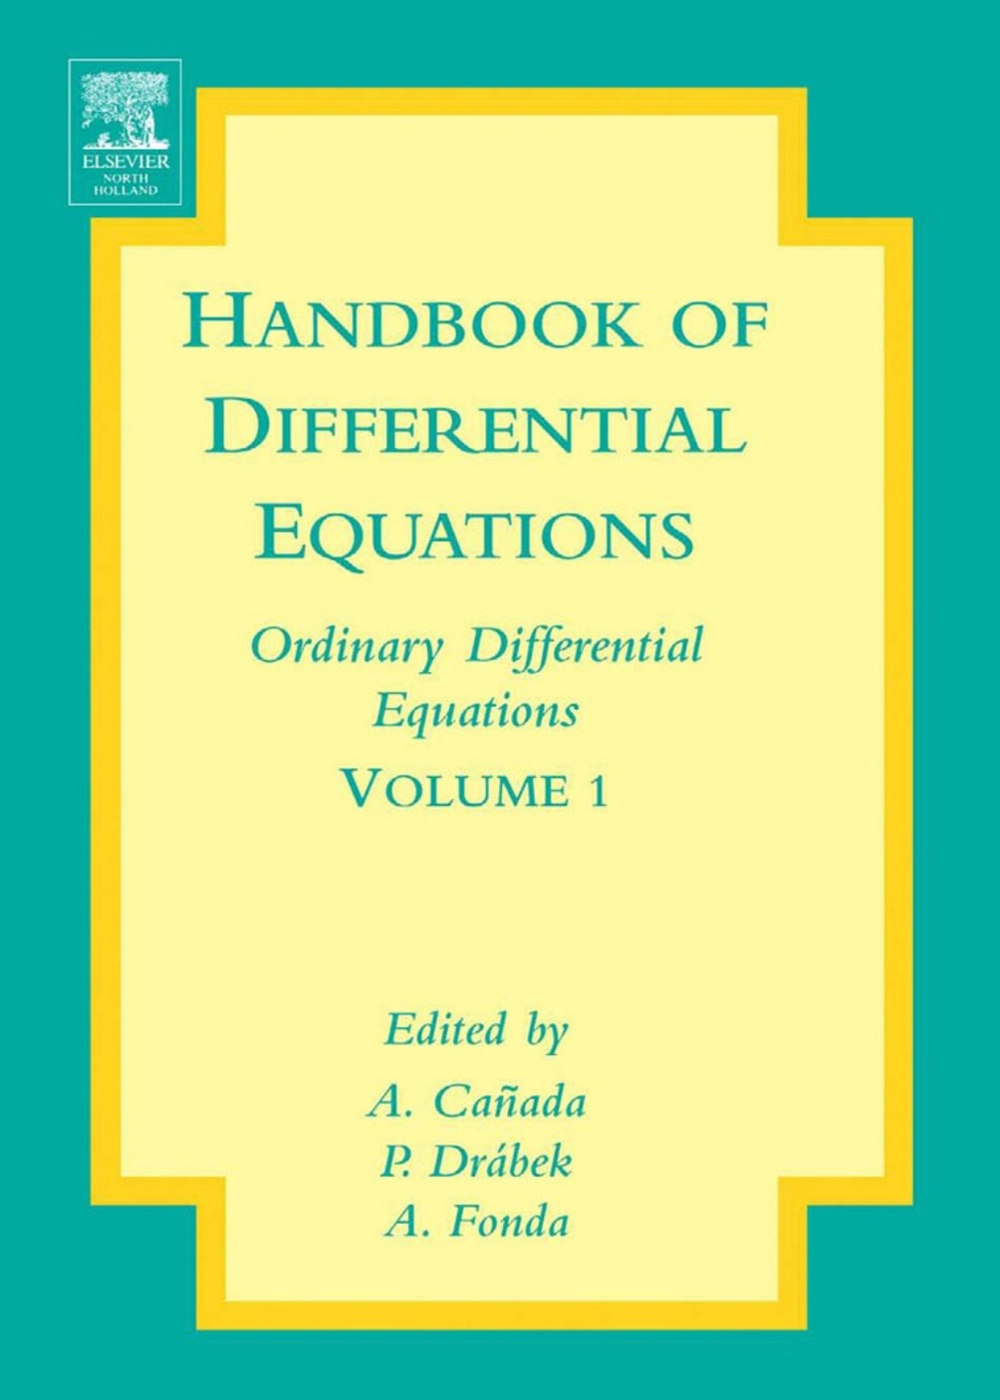 ELSEVIER
NORTH
HOLLAND
HANDBOOK OF
DIFFERENTIAL
EQUATIONS
Ordinary Differential
Equations
VOLUME 1
Edited by
A. Cañada
P. Drábek
A. Fonda